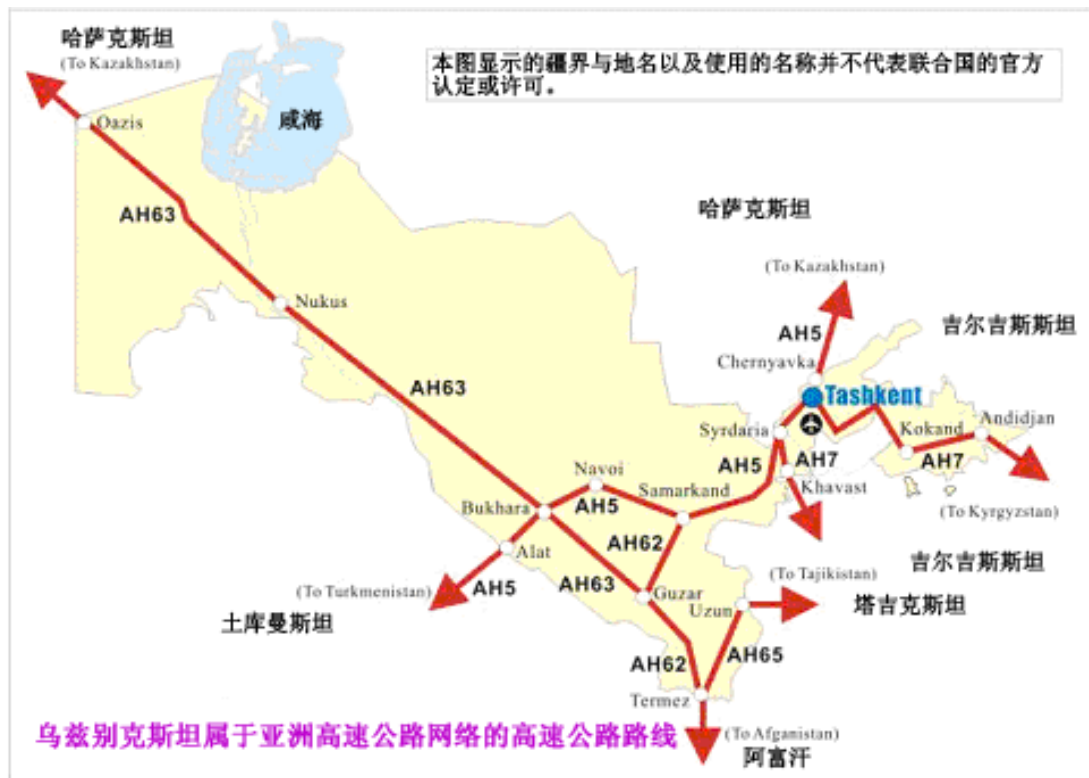 哈萨克斯坦
(To Kazakhstan)
本图显示的疆界与地名以及使用的名称并不代表联合国的官方
认定或许可。
Oazis
咸海
AH63
哈萨克斯坦
(To Kazakhstan)
Nukus
吉尔吉斯斯坦
AH5
Chernyavka
AH63
Tashkent
Andidjan
Syrdaria
Kokand
AH7
AH5
AH7
Navoi
Khavast
Samarkand
Bukhara
AH5
(To Kyrgyzstan)
AH62
Alat
吉尔吉斯斯坦
AH63
(To Tajikistan)
(To Turkmenistan)
AH5
Guzar
Uzun
塔吉克斯坦
土库曼斯坦
AH62
AH65
Termez
乌兹别克斯坦属于亚洲高速公路网络的高速公路路线
(To Afganistan)
阿富汗